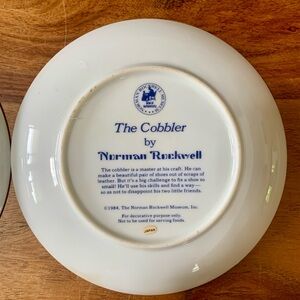 NORMAN ROCKWELL MUSEUM
The Cobbler
by
Norman Rockwell
The cobbler is a master at his craft. He can
make a beautiful pair of shoes out of scraps of
leather. But it's a big challenge to fix a shoe so
small! He'll use his skills and find a way—
so as not to disappoint his two little friends.
©1984, The Norman Rockwell Museum, Inc.
For decorative purpose only.
Not to be used for serving foods.
JAPAN